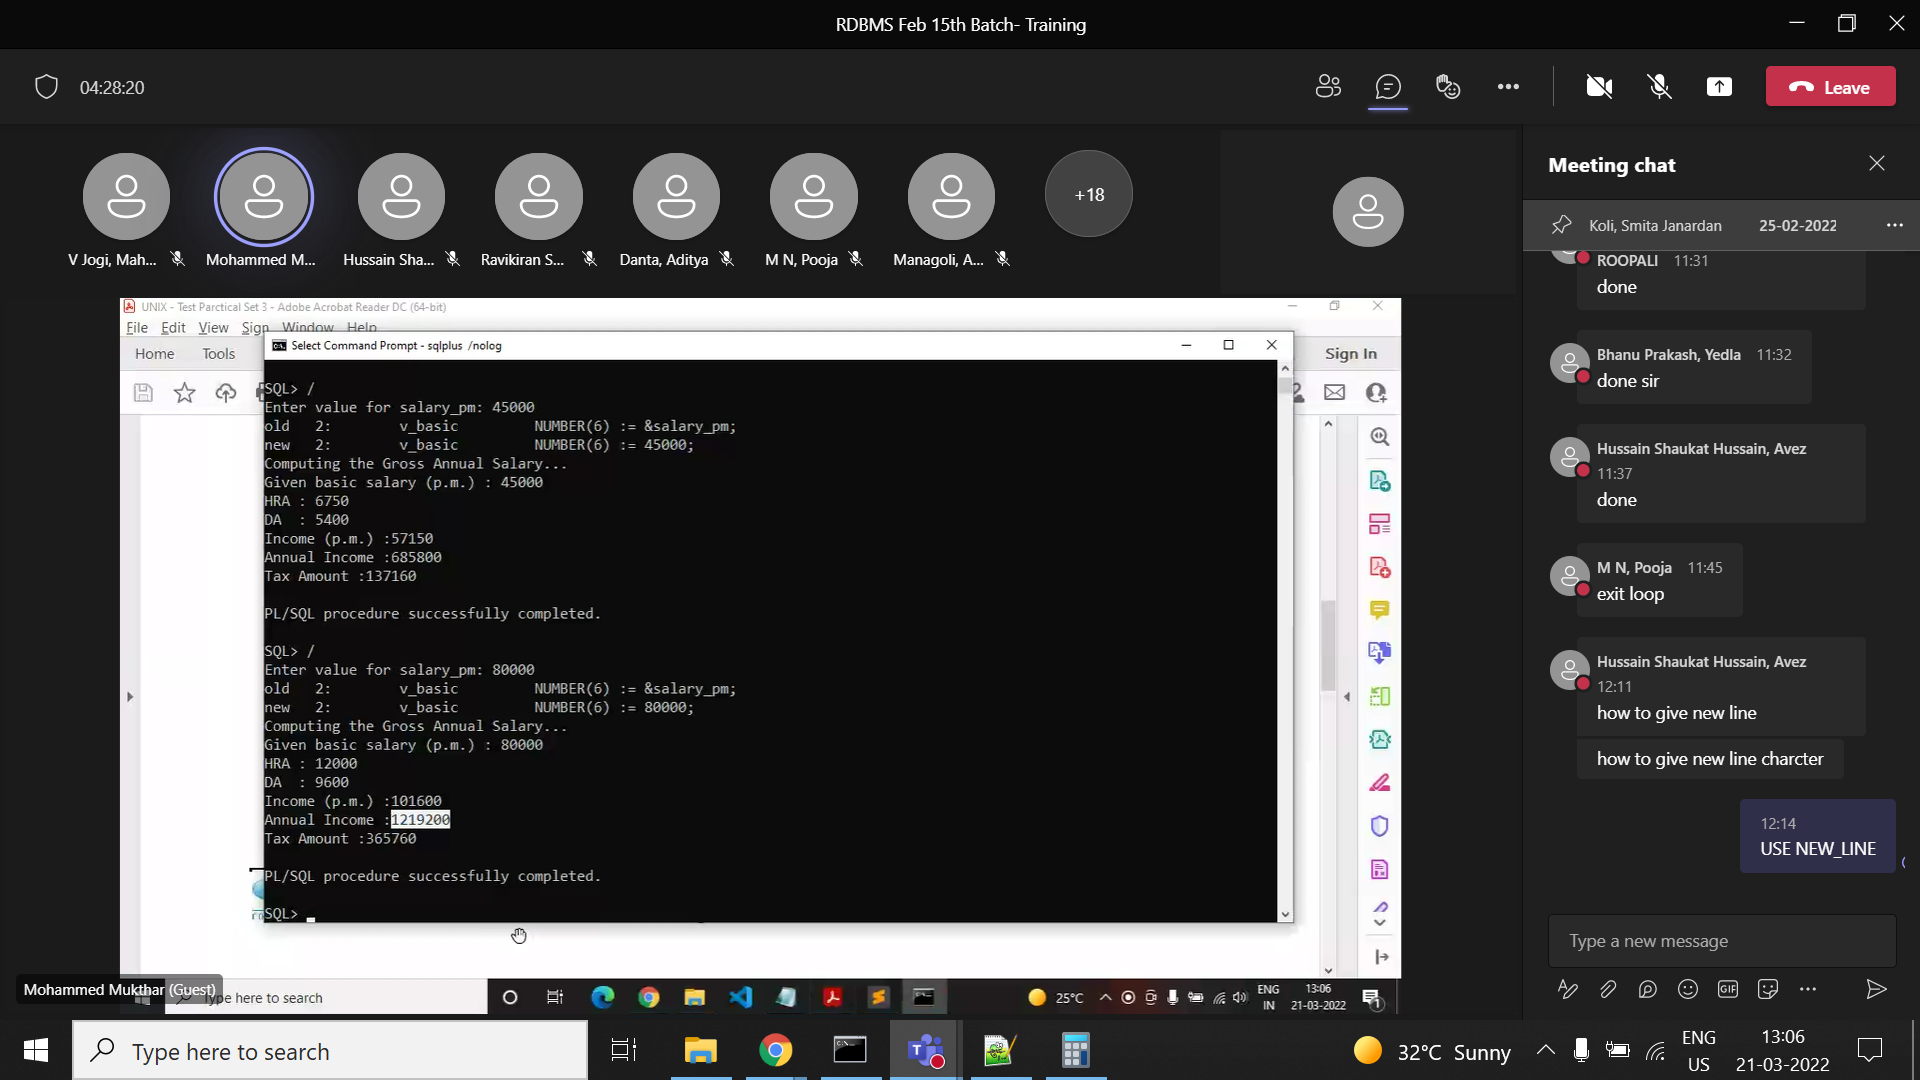 RDBMS Feb 15th Batch- Training
04:28:20
Leave
V Jogi, Mah...
Mohammed M...
Hussain Sha...
Ravikiran S...
Danta, Aditya
M N, Pooja
Managoli, A...
+18
UNIX - Test Parctical Set 3 - Adobe Acrobat Reader DC (64-bit)
File Edit View Sign Window Help
Home Tools
Sign In
Select Command Prompt - sqlplus /nolog
SQL> /
Enter value for salary_pm: 45000
old 2: v_basic NUMBER(6) := &salary_pm;
new 2: v_basic NUMBER(6) := 45000;
Computing the Gross Annual Salary...
Given basic salary (p.m.) : 45000
HRA : 6750
DA : 5400
Income (p.m.) :57150
Annual Income :685800
Tax Amount :137160
PL/SQL procedure successfully completed.
SQL> /
Enter value for salary_pm: 80000
old 2: v_basic NUMBER(6) := &salary_pm;
new 2: v_basic NUMBER(6) := 80000;
Computing the Gross Annual Salary...
Given basic salary (p.m.) : 80000
HRA : 12000
DA : 9600
Income (p.m.) :101600
Annual Income :1219200
Tax Amount :365760
PL/SQL procedure successfully completed.
SQL>
Mohammed Mukthar (Guest)
Type here to search
25°C
ENG
IN
13:06
21-03-2022
1
Meeting chat
Koli, Smita Janardan 25-02-2022
ROOPALI 11:31
done
Bhanu Prakash, Yedla 11:32
done sir
Hussain Shaukat Hussain, Avez
11:37
done
M N, Pooja 11:45
exit loop
Hussain Shaukat Hussain, Avez
12:11
how to give new line
how to give new line charcter
12:14
USE NEW_LINE
Type a new message
GIF
Type here to search
32°C Sunny
ENG
US
13:06
21-03-2022